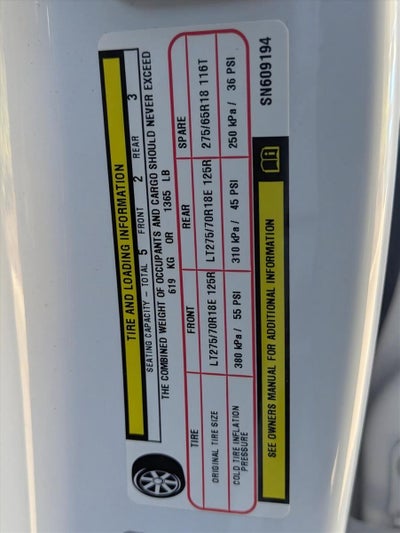 TIRE AND LOADING INFORMATION
SEATING CAPACITY - TOTAL 5 FRONT 2 REAR 3
THE COMBINED WEIGHT OF OCCUPANTS AND CARGO SHOULD NEVER EXCEED
619 KG OR 1365 LB
TIRE FRONT REAR SPARE
ORIGINAL TIRE SIZE LT275/70R18E 125R LT275/70R18E 125R 275/65R18 116T
COLD TIRE INFLATION PRESSURE 380 kPa / 55 PSI 310 kPa / 45 PSI 250 kPa / 36 PSI
SEE OWNERS MANUAL FOR ADDITIONAL INFORMATION
SN609194